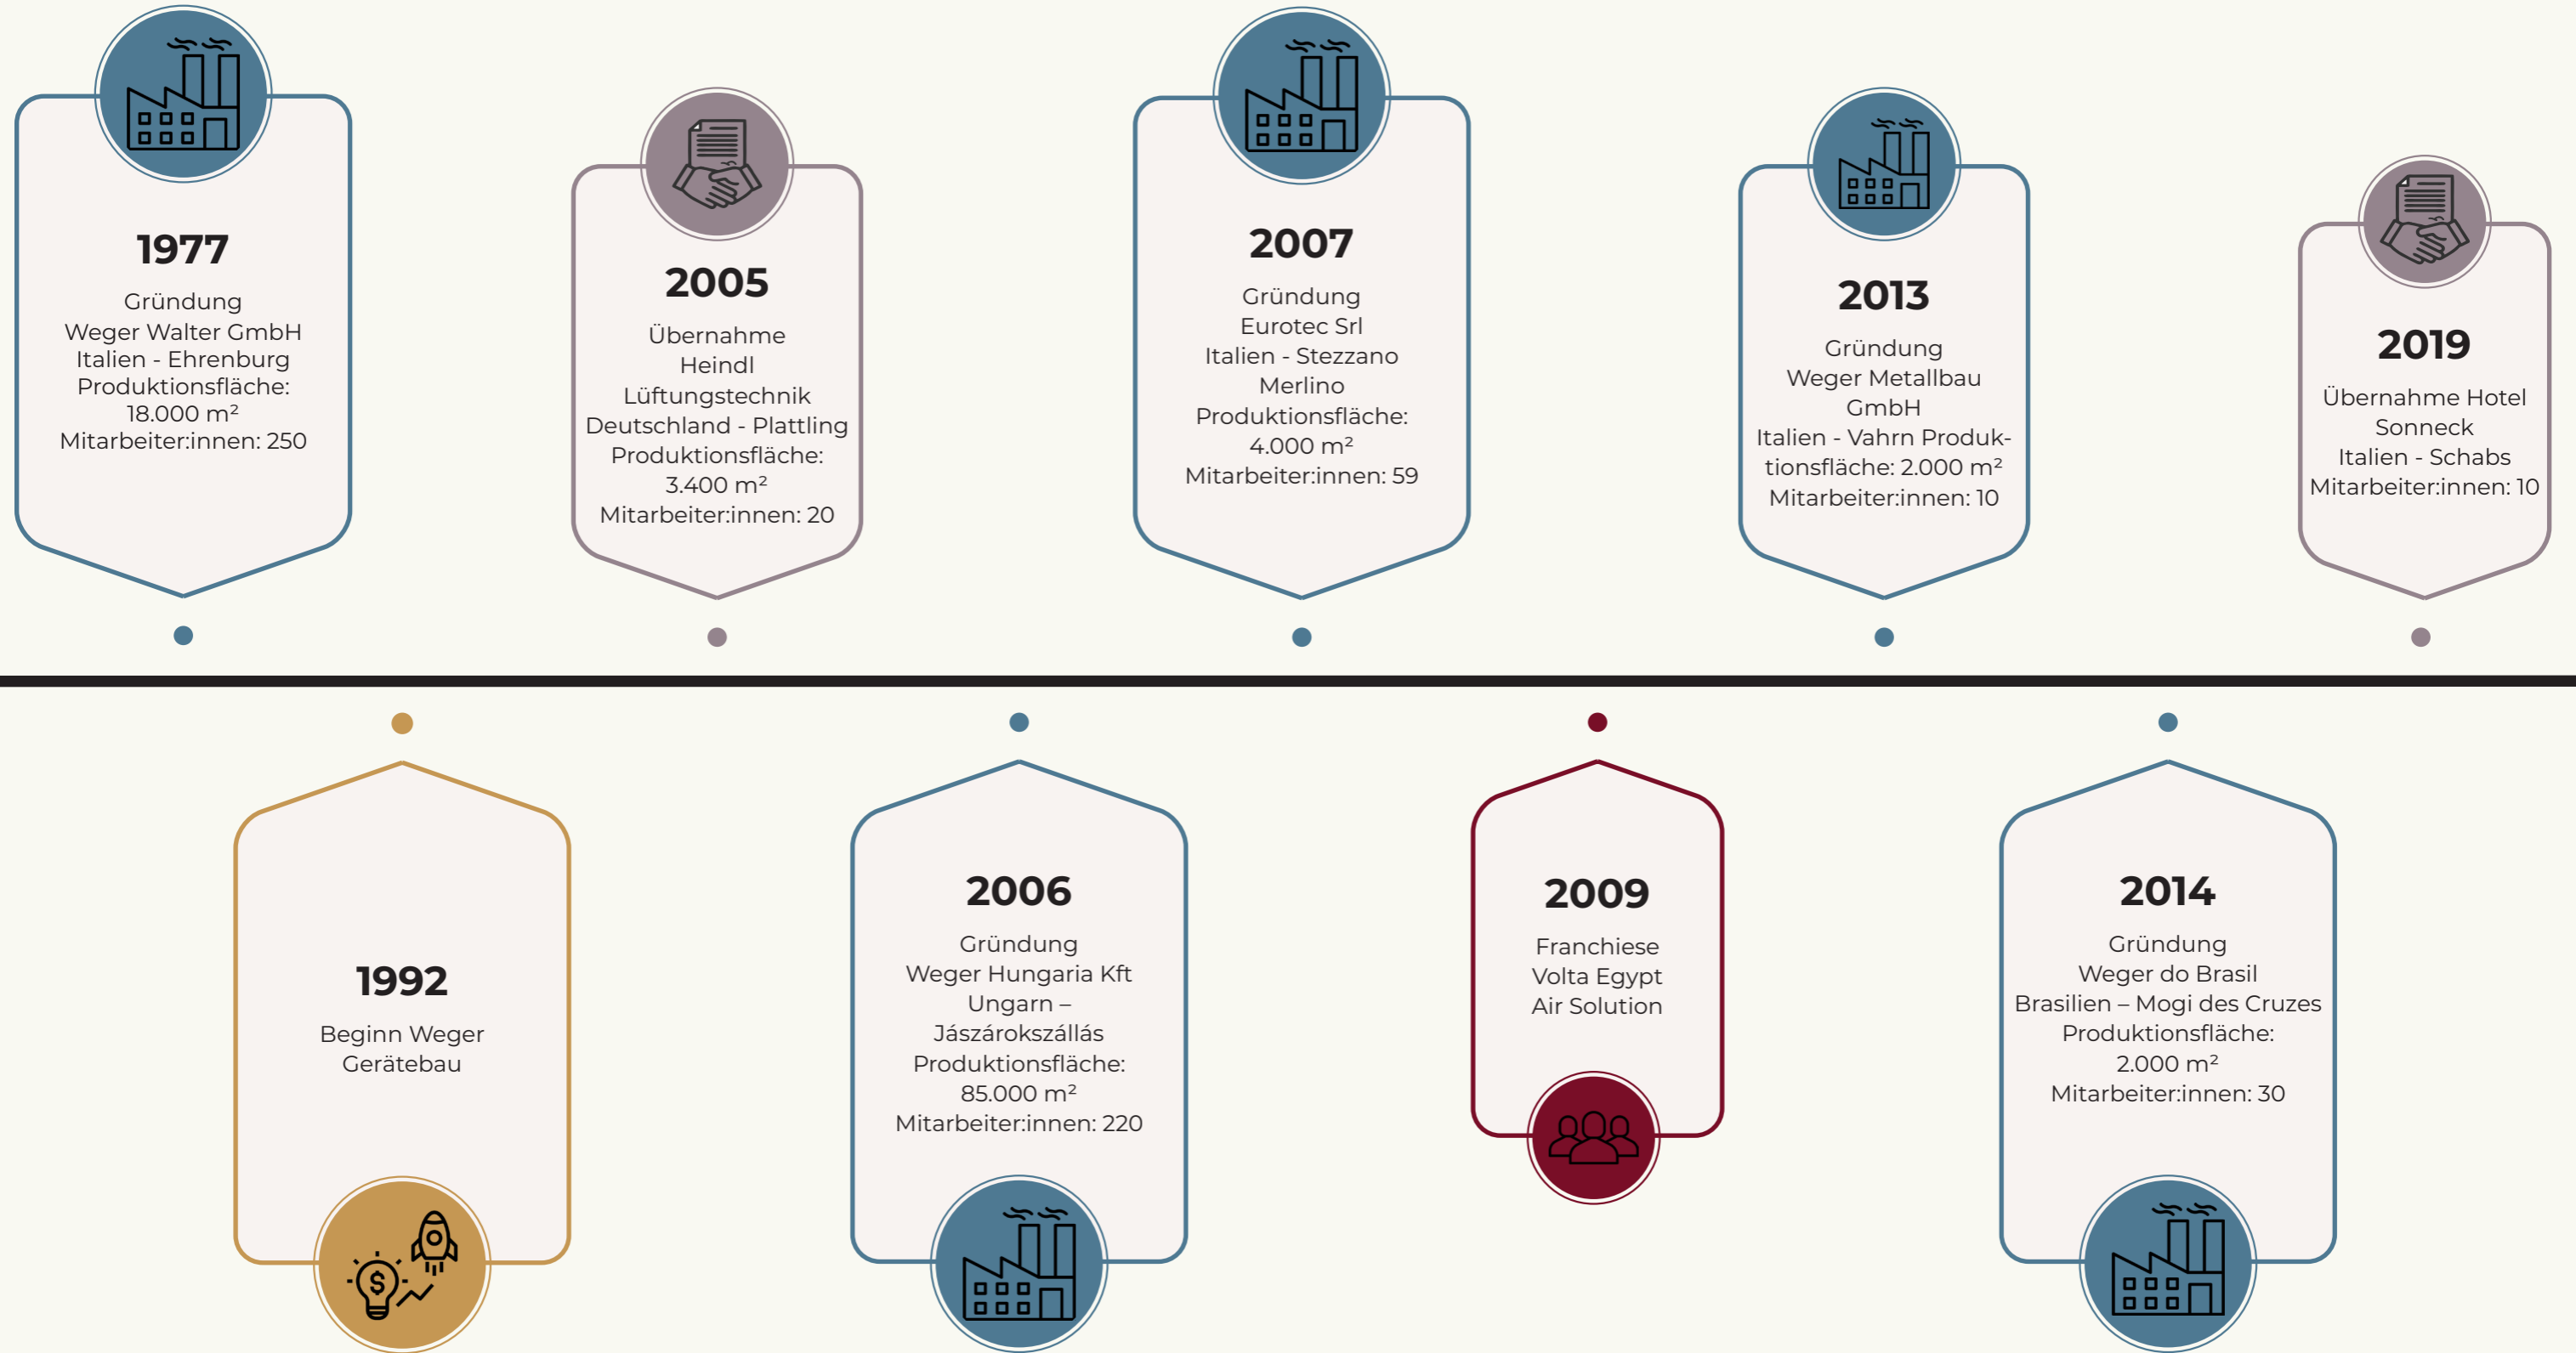 1977
Gründung
Weger Walter GmbH
Italien - Ehrenburg
Produktionsfläche:
18.000 m²
Mitarbeiter:innen: 250
2005
Übernahme
Heindl
Lüftungstechnik
Deutschland - Plattling
Produktionsfläche:
3.400 m²
Mitarbeiter:innen: 20
2007
Gründung
Eurotec Srl
Italien - Stezzano
Merlino
Produktionsfläche:
4.000 m²
Mitarbeiter:innen: 59
2013
Gründung
Weger Metallbau
GmbH
Italien - Vahrn Produk-
tionsfläche: 2.000 m²
Mitarbeiter:innen: 10
2019
Übernahme Hotel
Sonneck
Italien - Schabs
Mitarbeiter:innen: 10
1992
Beginn Weger
Gerätebau
2006
Gründung
Weger Hungaria Kft
Ungarn –
Jászárokszállás
Produktionsfläche:
85.000 m²
Mitarbeiter:innen: 220
2009
Franchiese
Volta Egypt
Air Solution
2014
Gründung
Weger do Brasil
Brasilien – Mogi des Cruzes
Produktionsfläche:
2.000 m²
Mitarbeiter:innen: 30